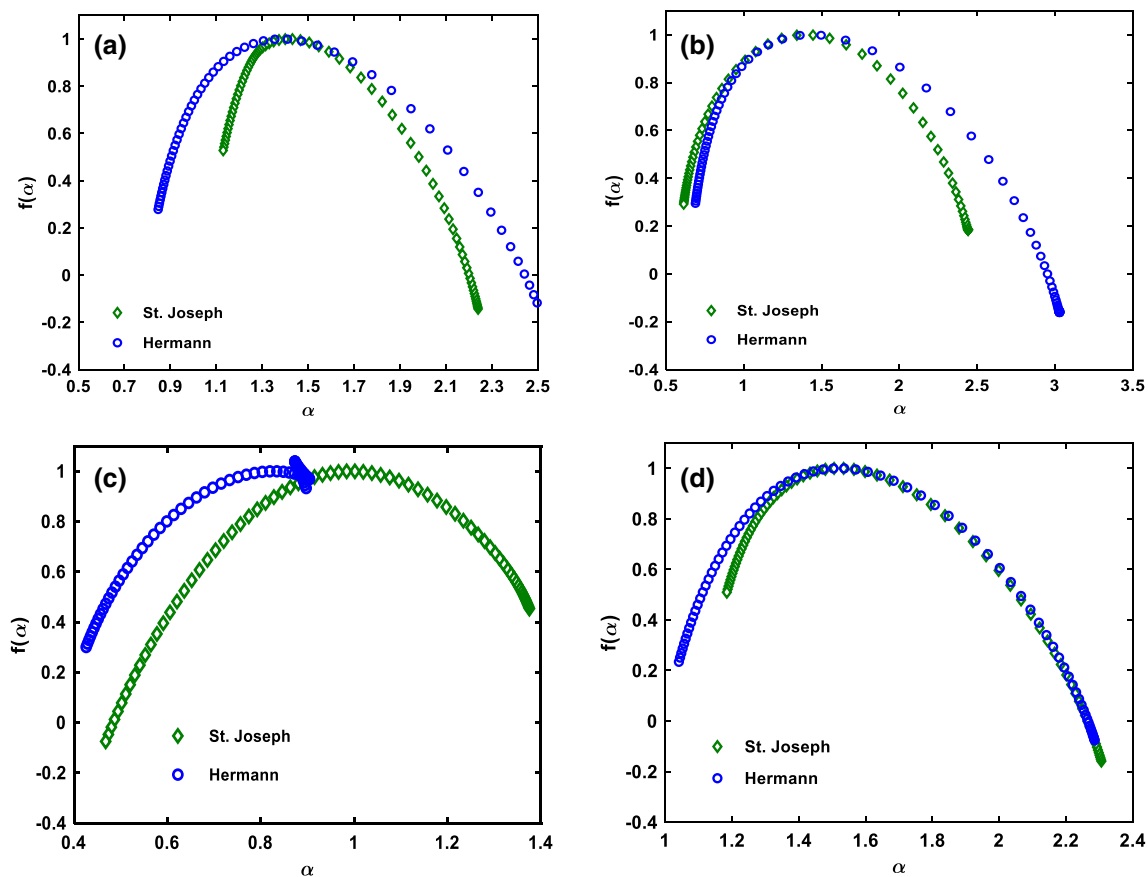 (a)
1
0.8
0.6
0.4
0.2
0
-0.2
-0.4
f(α)
St. Joseph
Hermann
0.5 0.7 0.9 1.1 1.3 1.5 1.7 1.9 2.1 2.3 2.5
α
(b)
1
0.8
0.6
0.4
0.2
0
-0.2
-0.4
f(α)
St. Joseph
Hermann
0.5 1 1.5 2 2.5 3 3.5
α
(c)
1
0.8
0.6
0.4
0.2
0
-0.2
-0.4
f(α)
St. Joseph
Hermann
0.4 0.6 0.8 1 1.2 1.4
α
(d)
1
0.8
0.6
0.4
0.2
0
-0.2
-0.4
f(α)
St. Joseph
Hermann
1 1.2 1.4 1.6 1.8 2 2.2 2.4
α